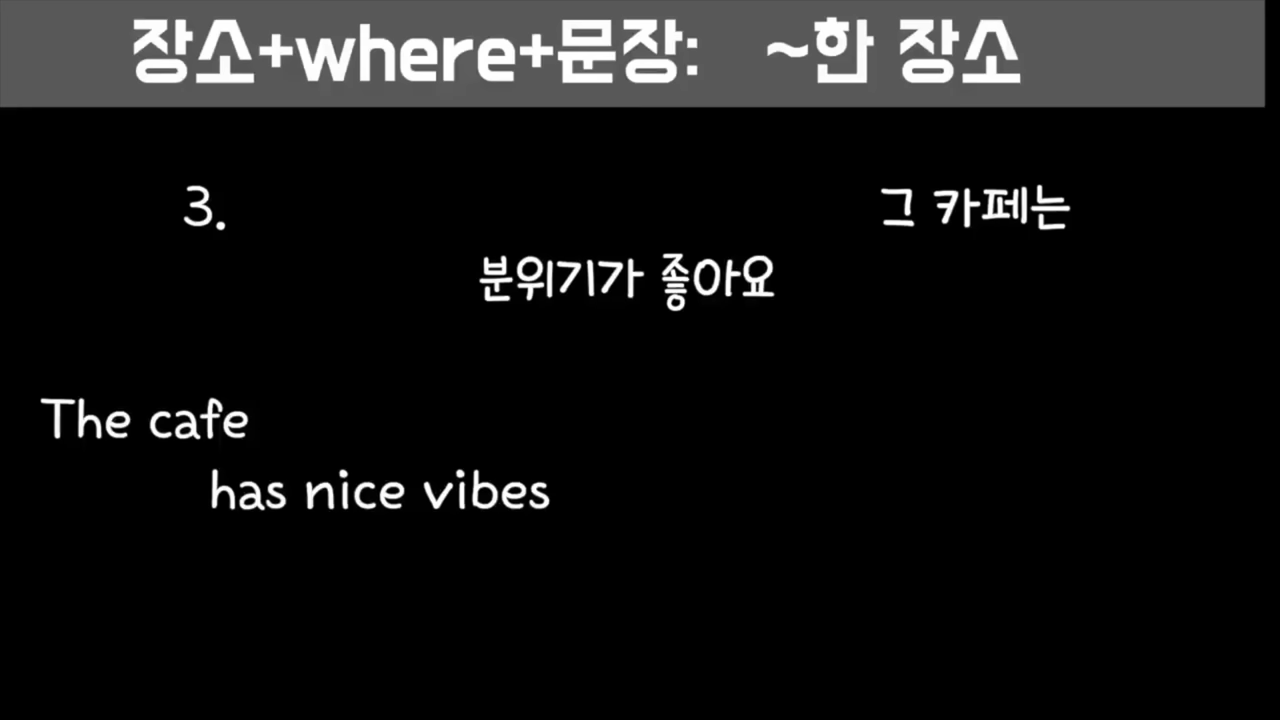 장소+where+문장: ~한 장소
3. 그 카페는
분위기가 좋아요
The cafe
has nice vibes